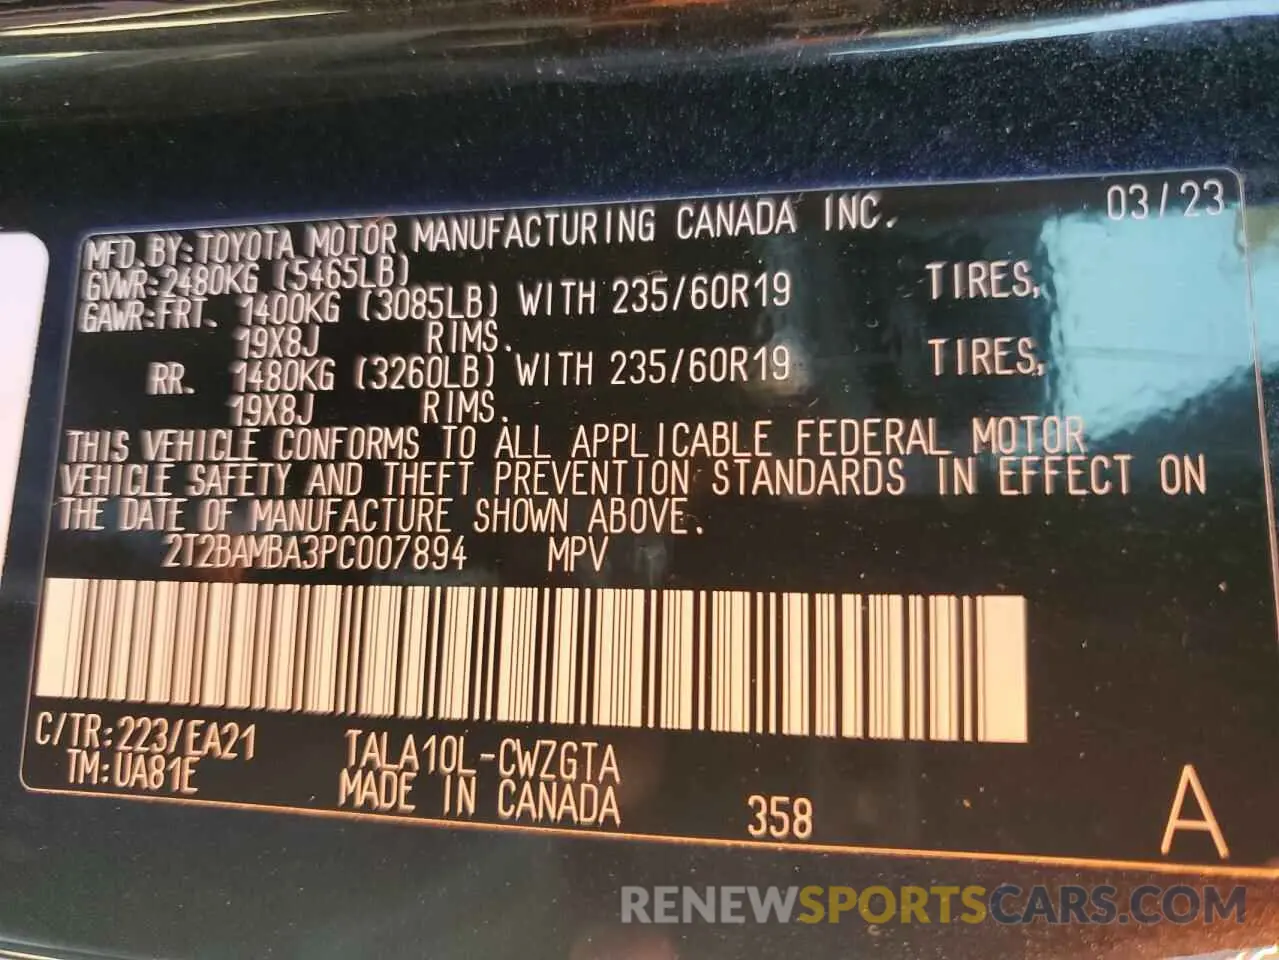 03/23
MFD.BY:TOYOTA MOTOR MANUFACTURING CANADA INC.
GVWR:2480KG (5465LB)
GAWR:FRT. 1400KG (3085LB) WITH 235/60R19 TIRES,
19X8J RIMS.
RR. 1480KG (3260LB) WITH 235/60R19 TIRES,
19X8J RIMS.
THIS VEHICLE CONFORMS TO ALL APPLICABLE FEDERAL MOTOR
VEHICLE SAFETY AND THEFT PREVENTION STANDARDS IN EFFECT ON
THE DATE OF MANUFACTURE SHOWN ABOVE.
2T2BAMBA3PC007894 MPV
C/TR:223/EA21 TALA10L-CWZGTA
TM:UA81E MADE IN CANADA 358 A
RENEWSPORTSCARS.COM